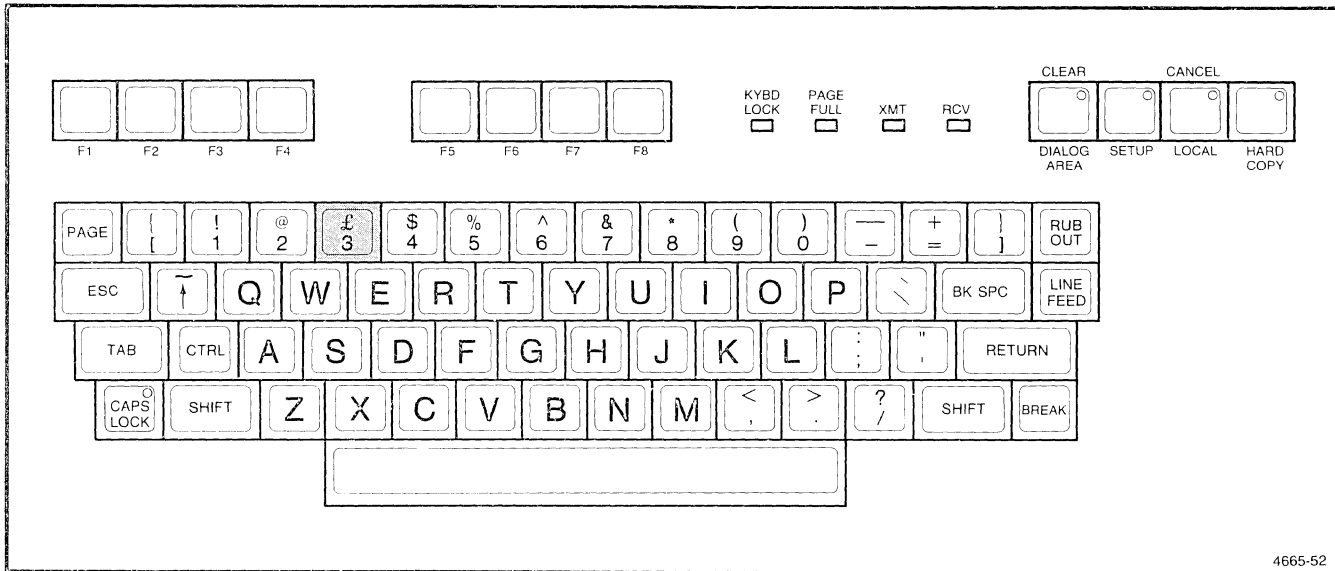 CLEAR CANCEL
KYBD LOCK PAGE FULL XMT RCV
F1 F2 F3 F4 F5 F6 F7 F8 DIALOG AREA SETUP LOCAL HARD COPY
PAGE { [ ! 1 @ 2 £ 3 $ 4 % 5 ^ 6 & 7 * 8 ( 9 ) 0 — - + = } ] RUB OUT
ESC ~ ↑ Q W E R T Y U I O P ` \ BK SPC LINE FEED
TAB CTRL A S D F G H J K L : ; " ' RETURN
CAPS LOCK SHIFT Z X C V B N M < , > . ? / SHIFT BREAK
4665-52